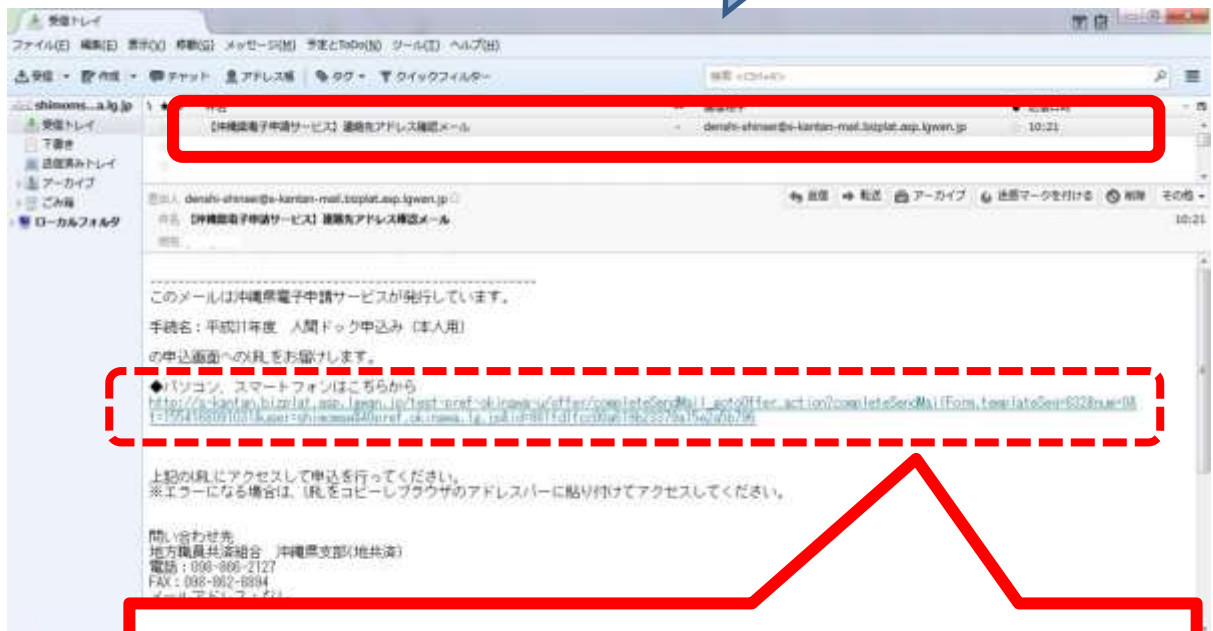 受信トレイ
ファイル(E) 編集(E) 表示(V) 移動(G) メッセージ(M) 予定とToDo(N) ツール(T) ヘルプ(H)
受信 作成 チャット アドレス帳 タグ クイックフィルター
shimoms...a.lg.jp
受信トレイ
下書き
送信済みトレイ
アーカイブ
ごみ箱
ローカルフォルダ
【沖縄県電子申請サービス】連絡先アドレス確認メール denshi-shinsei@s-kantan-mail.bizplat.asp.lgwan.jp 10:21
差出人 denshi-shinsei@s-kantan-mail.bizplat.asp.lgwan.jp
返信 転送 アーカイブ 迷惑マークを付ける 削除 その他
件名 【沖縄県電子申請サービス】連絡先アドレス確認メール 10:21
このメールは沖縄県電子申請サービスが発行しています。
手続名:平成31年度 人間ドック申込み(本人用)
の申込画面へのURLをお届けします。
◆パソコン、スマートフォンはこちらから
上記のURLにアクセスして申込を行ってください。
※エラーになる場合は、URLをコピーしブラウザのアドレスバーに貼り付けてアクセスしてください。
問い合わせ先
地方職員共済組合 沖縄県支部(地共済)
電話:098-866-2127
FAX:098-862-8894